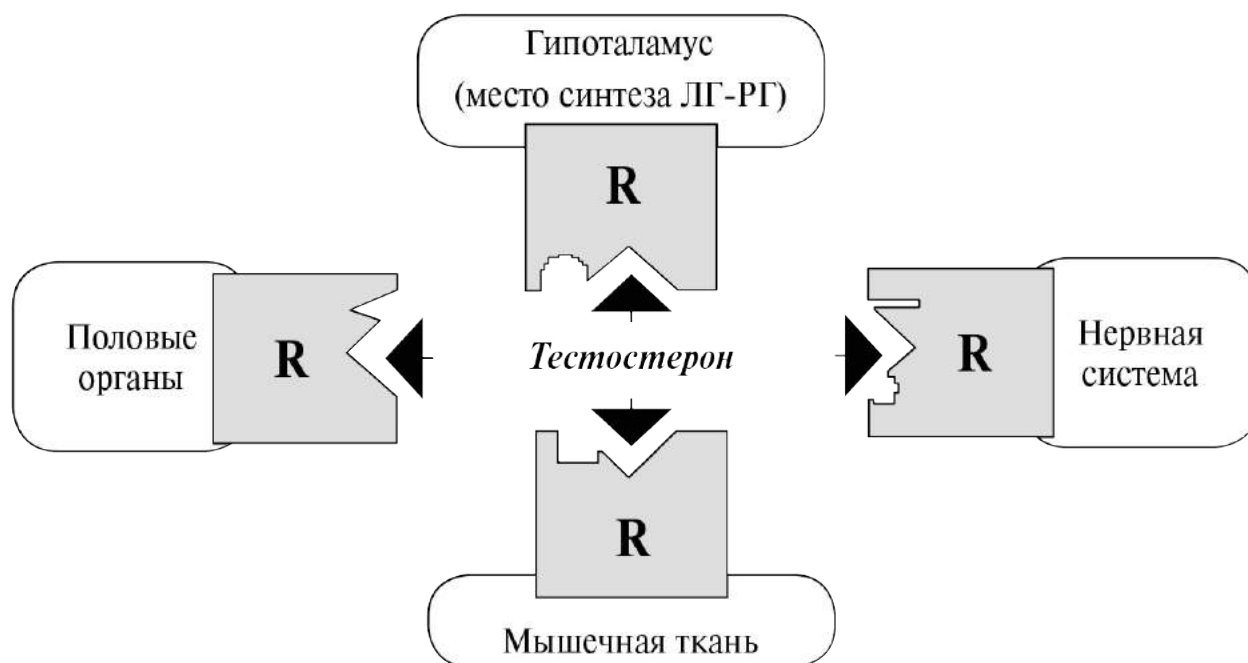 Гипоталамус
(место синтеза ЛГ-РГ)
R
Половые
органы
R
Тестостерон
R
Нервная
система
R
Мышечная ткань